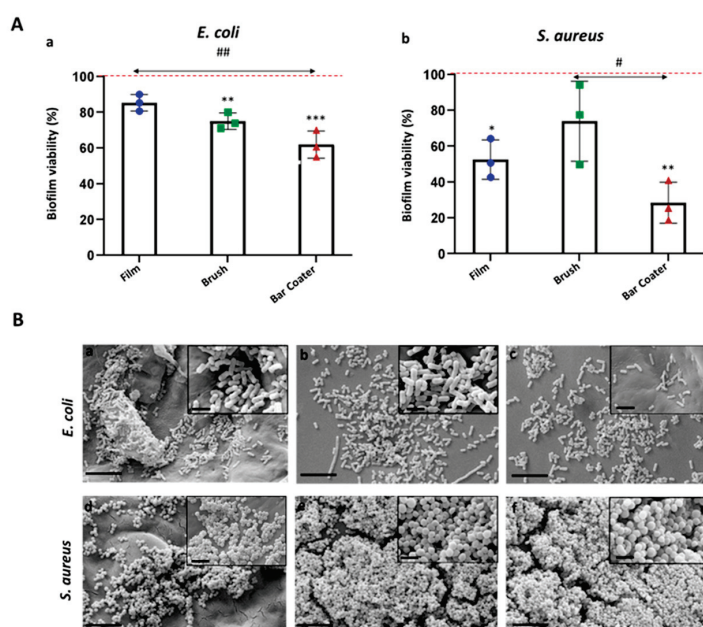 A
a
E. coli
##
**
***
Biofilm viability (%)
100
80
60
40
20
0
Film
Brush
Bar Coater
b
S. aureus
#
*
**
Biofilm viability (%)
100
80
60
40
20
0
Film
Brush
Bar Coater
B
E. coli
a
b
c
S. aureus
d
e
f